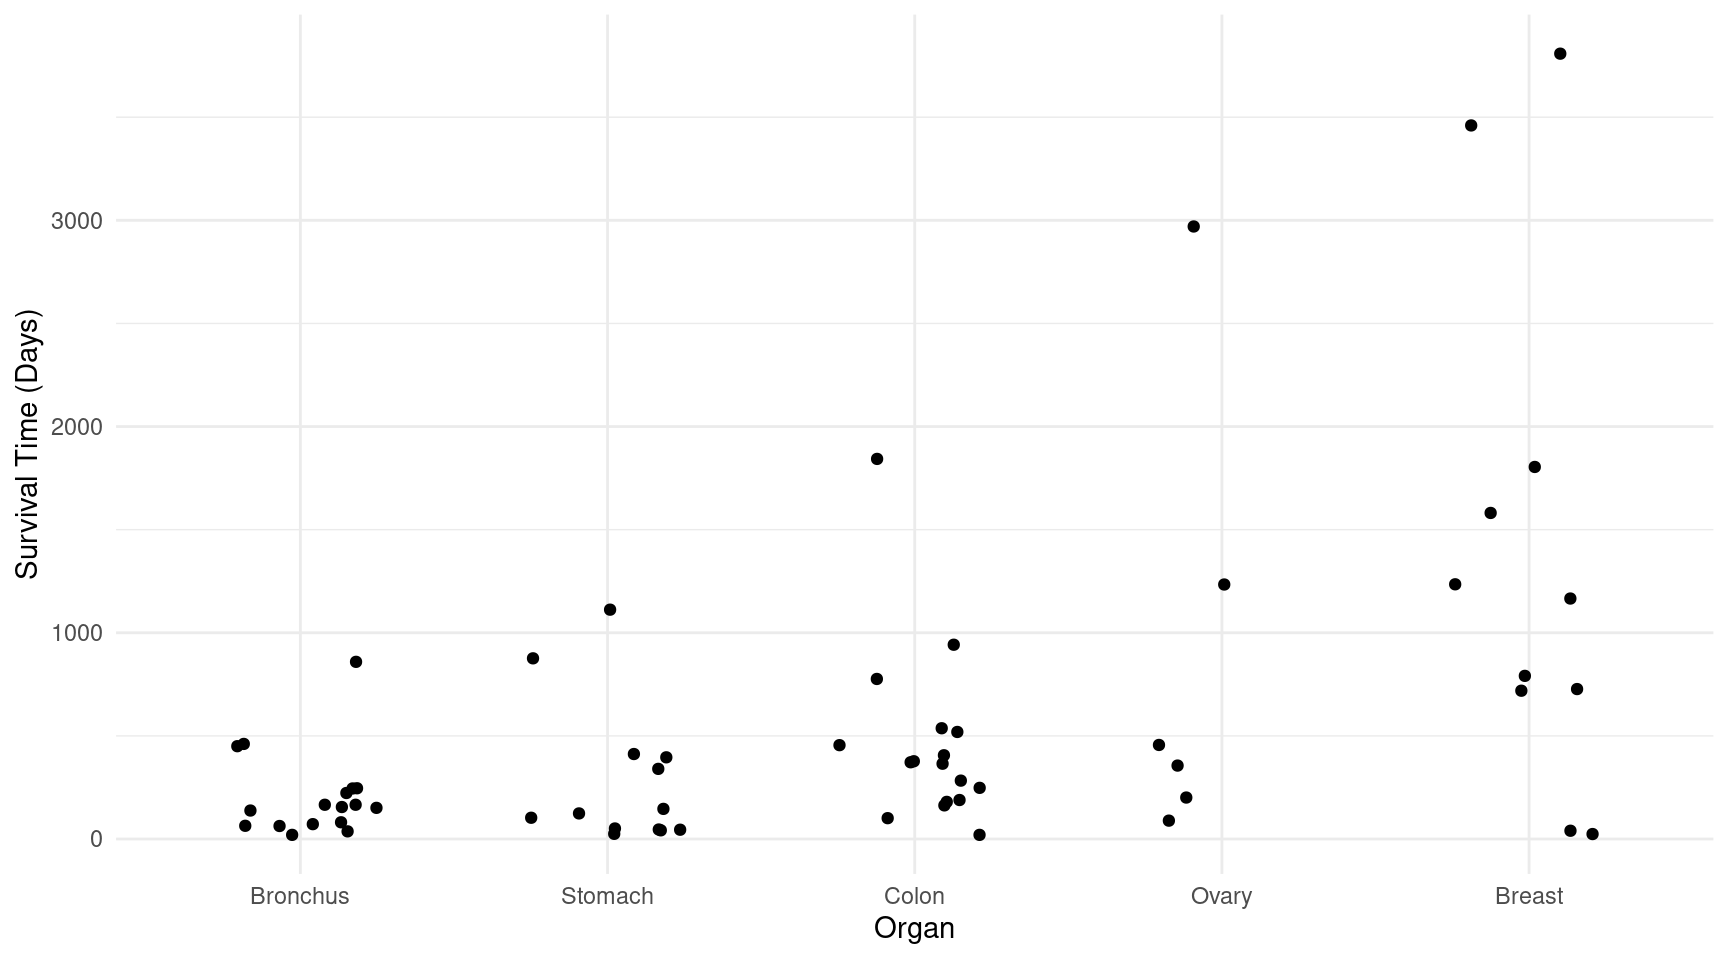 Survival Time (Days)
3000
2000
1000
0
Bronchus Stomach Colon Ovary Breast
Organ